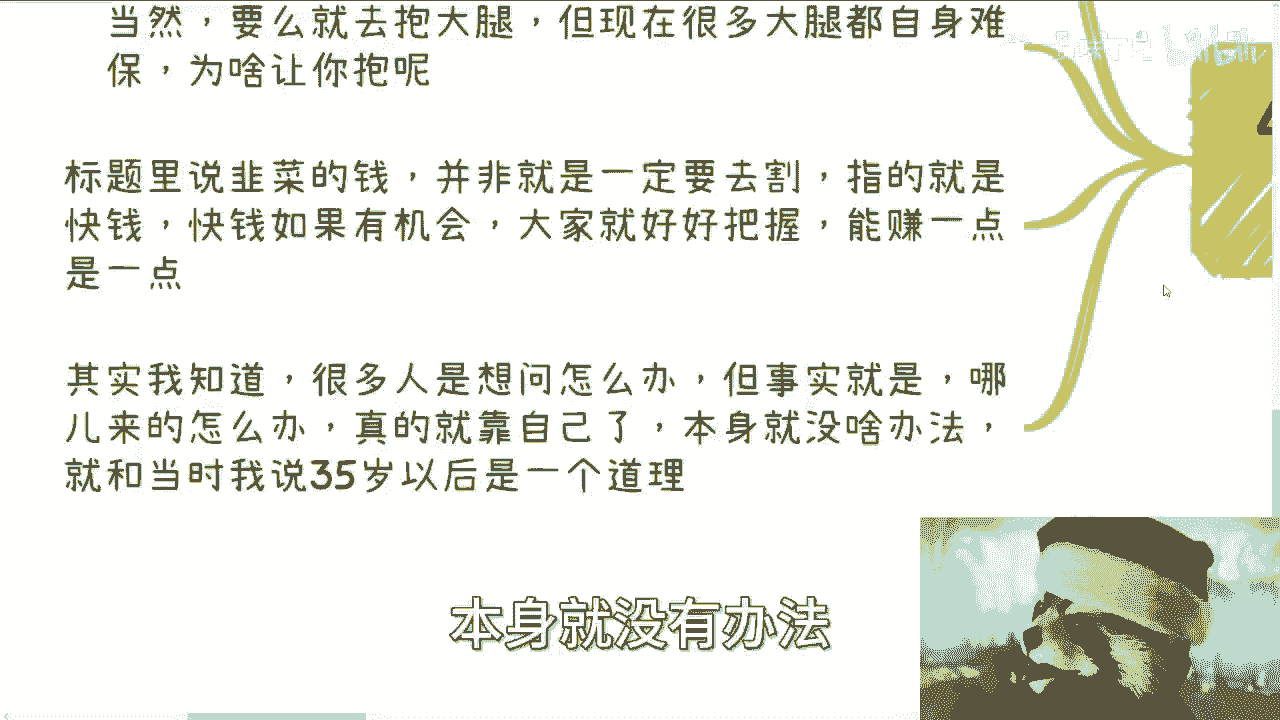 当然，要么就去抱大腿，但现在很多大腿都自身难
保，为啥让你抱呢
标题里说韭菜的钱，并非就是一定要去割，指的就是
快钱，快钱如果有机会，大家就好好把握，能赚一点
是一点
其实我知道，很多人是想问怎么办，但事实就是，哪
儿来的怎么办，真的就靠自己了，本身就没啥办法，
就和当时我说35岁以后是一个道理
本身就没有办法